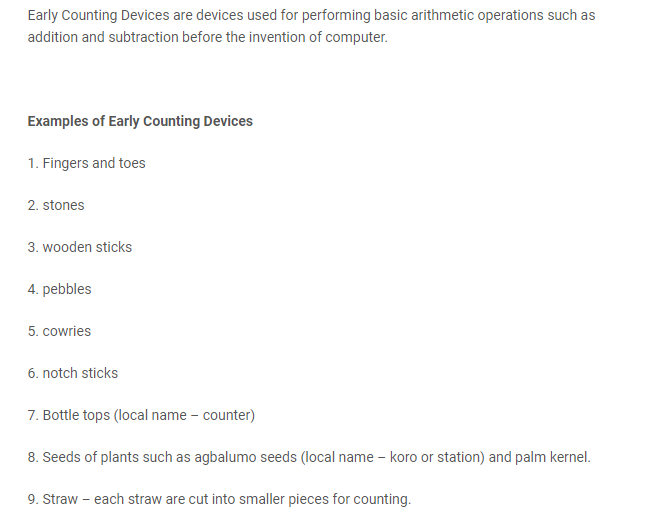 Early Counting Devices are devices used for performing basic arithmetic operations such as
addition and subtraction before the invention of computer.
Examples of Early Counting Devices
1. Fingers and toes
2. stones
3. wooden sticks
4. pebbles
5. cowries
6. notch sticks
7. Bottle tops (local name – counter)
8. Seeds of plants such as agbalumo seeds (local name – koro or station) and palm kernel.
9. Straw – each straw are cut into smaller pieces for counting.